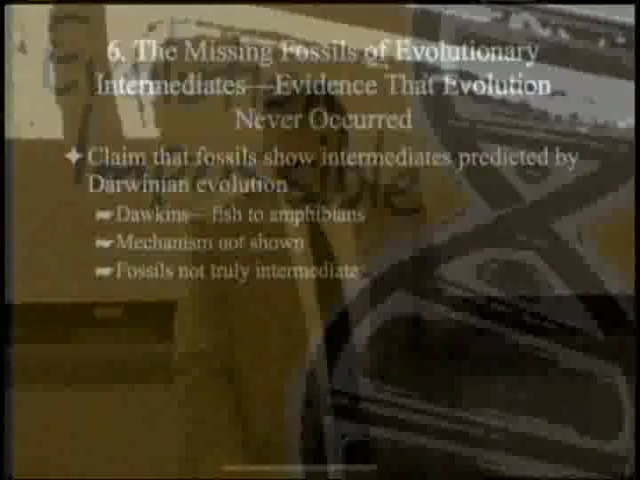 6. The Missing Fossils of Evolutionary
Intermediates—Evidence That Evolution
Never Occurred
Claim that fossils show intermediates predicted by
Darwinian evolution
Dawkins— fish to amphibians
Mechanism not shown
Fossils not truly intermediate